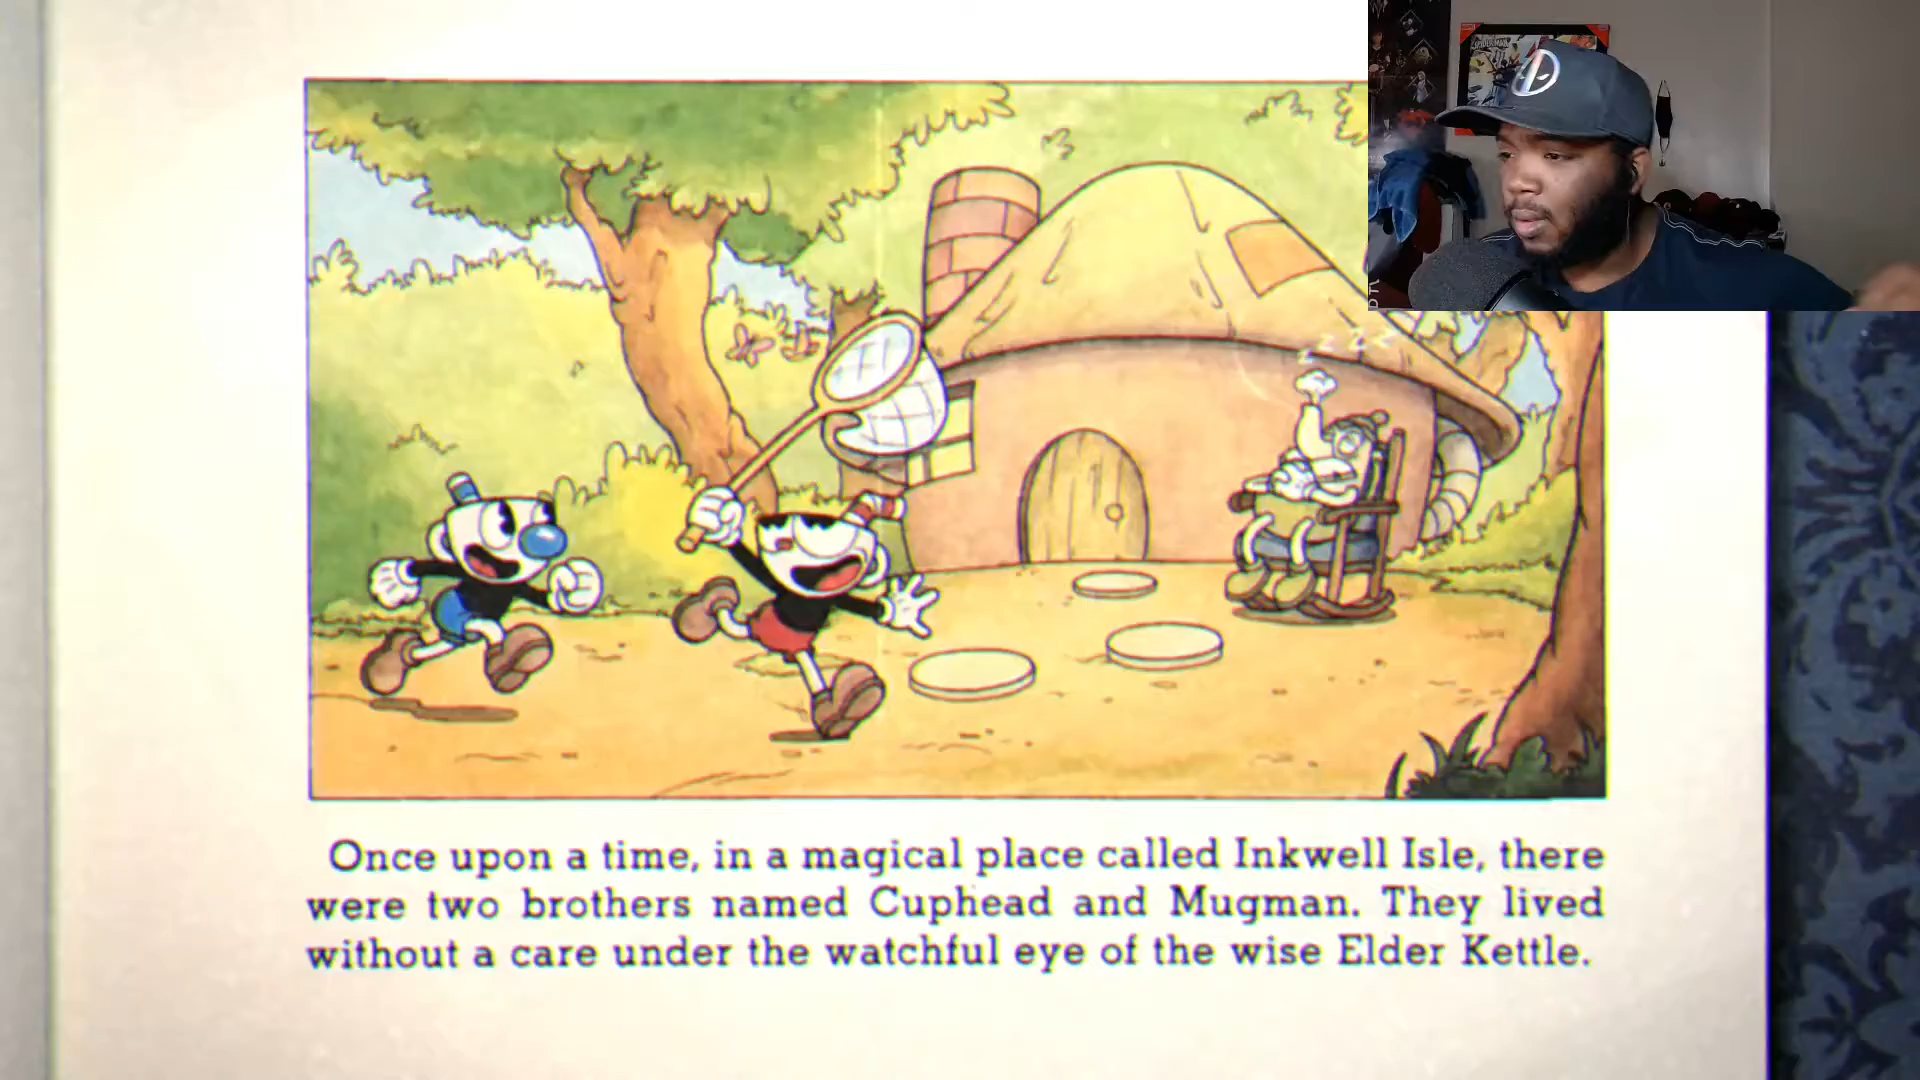 Once upon a time, in a magical place called Inkwell Isle, there
were two brothers named Cuphead and Mugman. They lived
without a care under the watchful eye of the wise Elder Kettle.
z z z z